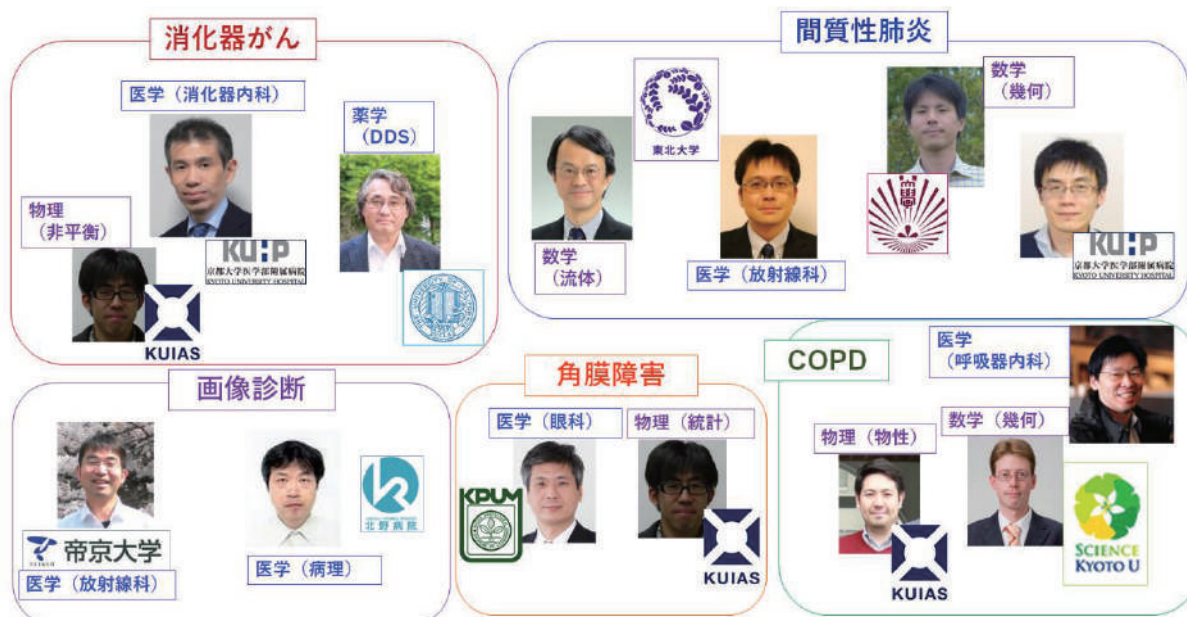 消化器がん
医学(消化器内科)
薬学
(DDS)
物理
(非平衡)
KUHP
京都大学医学部附属病院
KYOTO UNIVERSITY HOSPITAL
KUIAS
間質性肺炎
東北大学
数学
(幾何)
数学
(流体)
医学(放射線科)
KUHP
京都大学医学部附属病院
KYOTO UNIVERSITY HOSPITAL
画像診断
帝京大学
医学(放射線科)
北野病院
医学(病理)
角膜障害
医学(眼科)
物理(統計)
KPUM
KUIAS
COPD
医学
(呼吸器内科)
物理(物性)
数学(幾何)
KUIAS
SCIENCE
KYOTO U